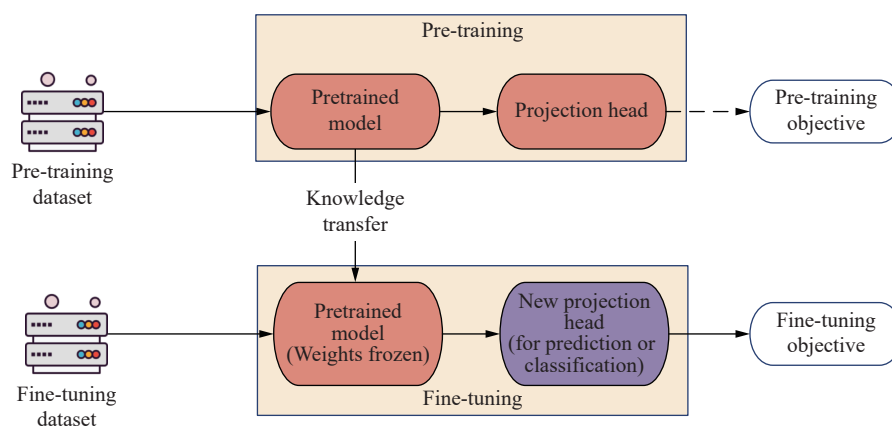 Pre-training
Pretrained
model
Projection head
Pre-training
objective
Pre-training
dataset
Knowledge
transfer
Pretrained
model
(Weights frozen)
New projection
head
(for prediction or
classification)
Fine-tuning
objective
Fine-tuning
Fine-tuning
dataset